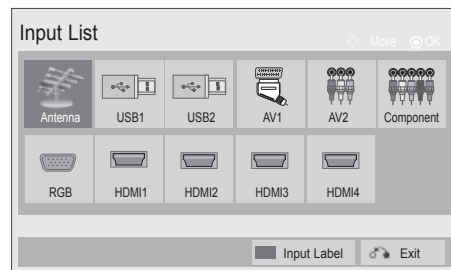 Input List
Move OK
Antenna USB1 USB2 AV1 AV2 Component
RGB HDMI1 HDMI2 HDMI3 HDMI4
Input Label Exit